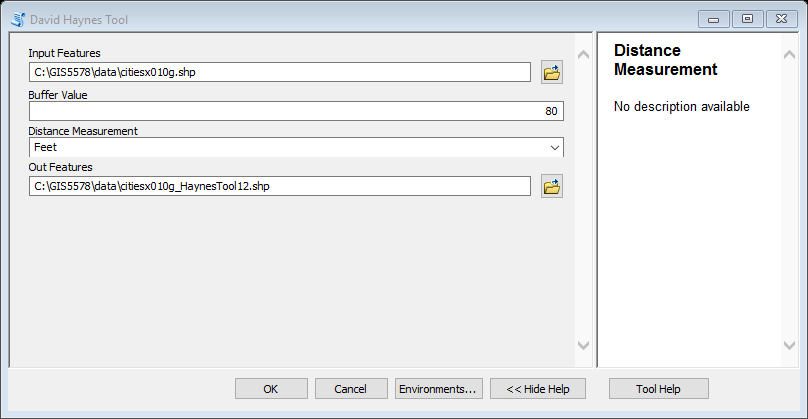 David Haynes Tool
Input Features
C:\GIS5578\data\citiesx010g.shp
Buffer Value
80
Distance Measurement
Feet
Out Features
C:\GIS5578\data\citiesx010g_HaynesTool12.shp
Distance
Measurement
No description available
OK
Cancel
Environments...
<< Hide Help
Tool Help